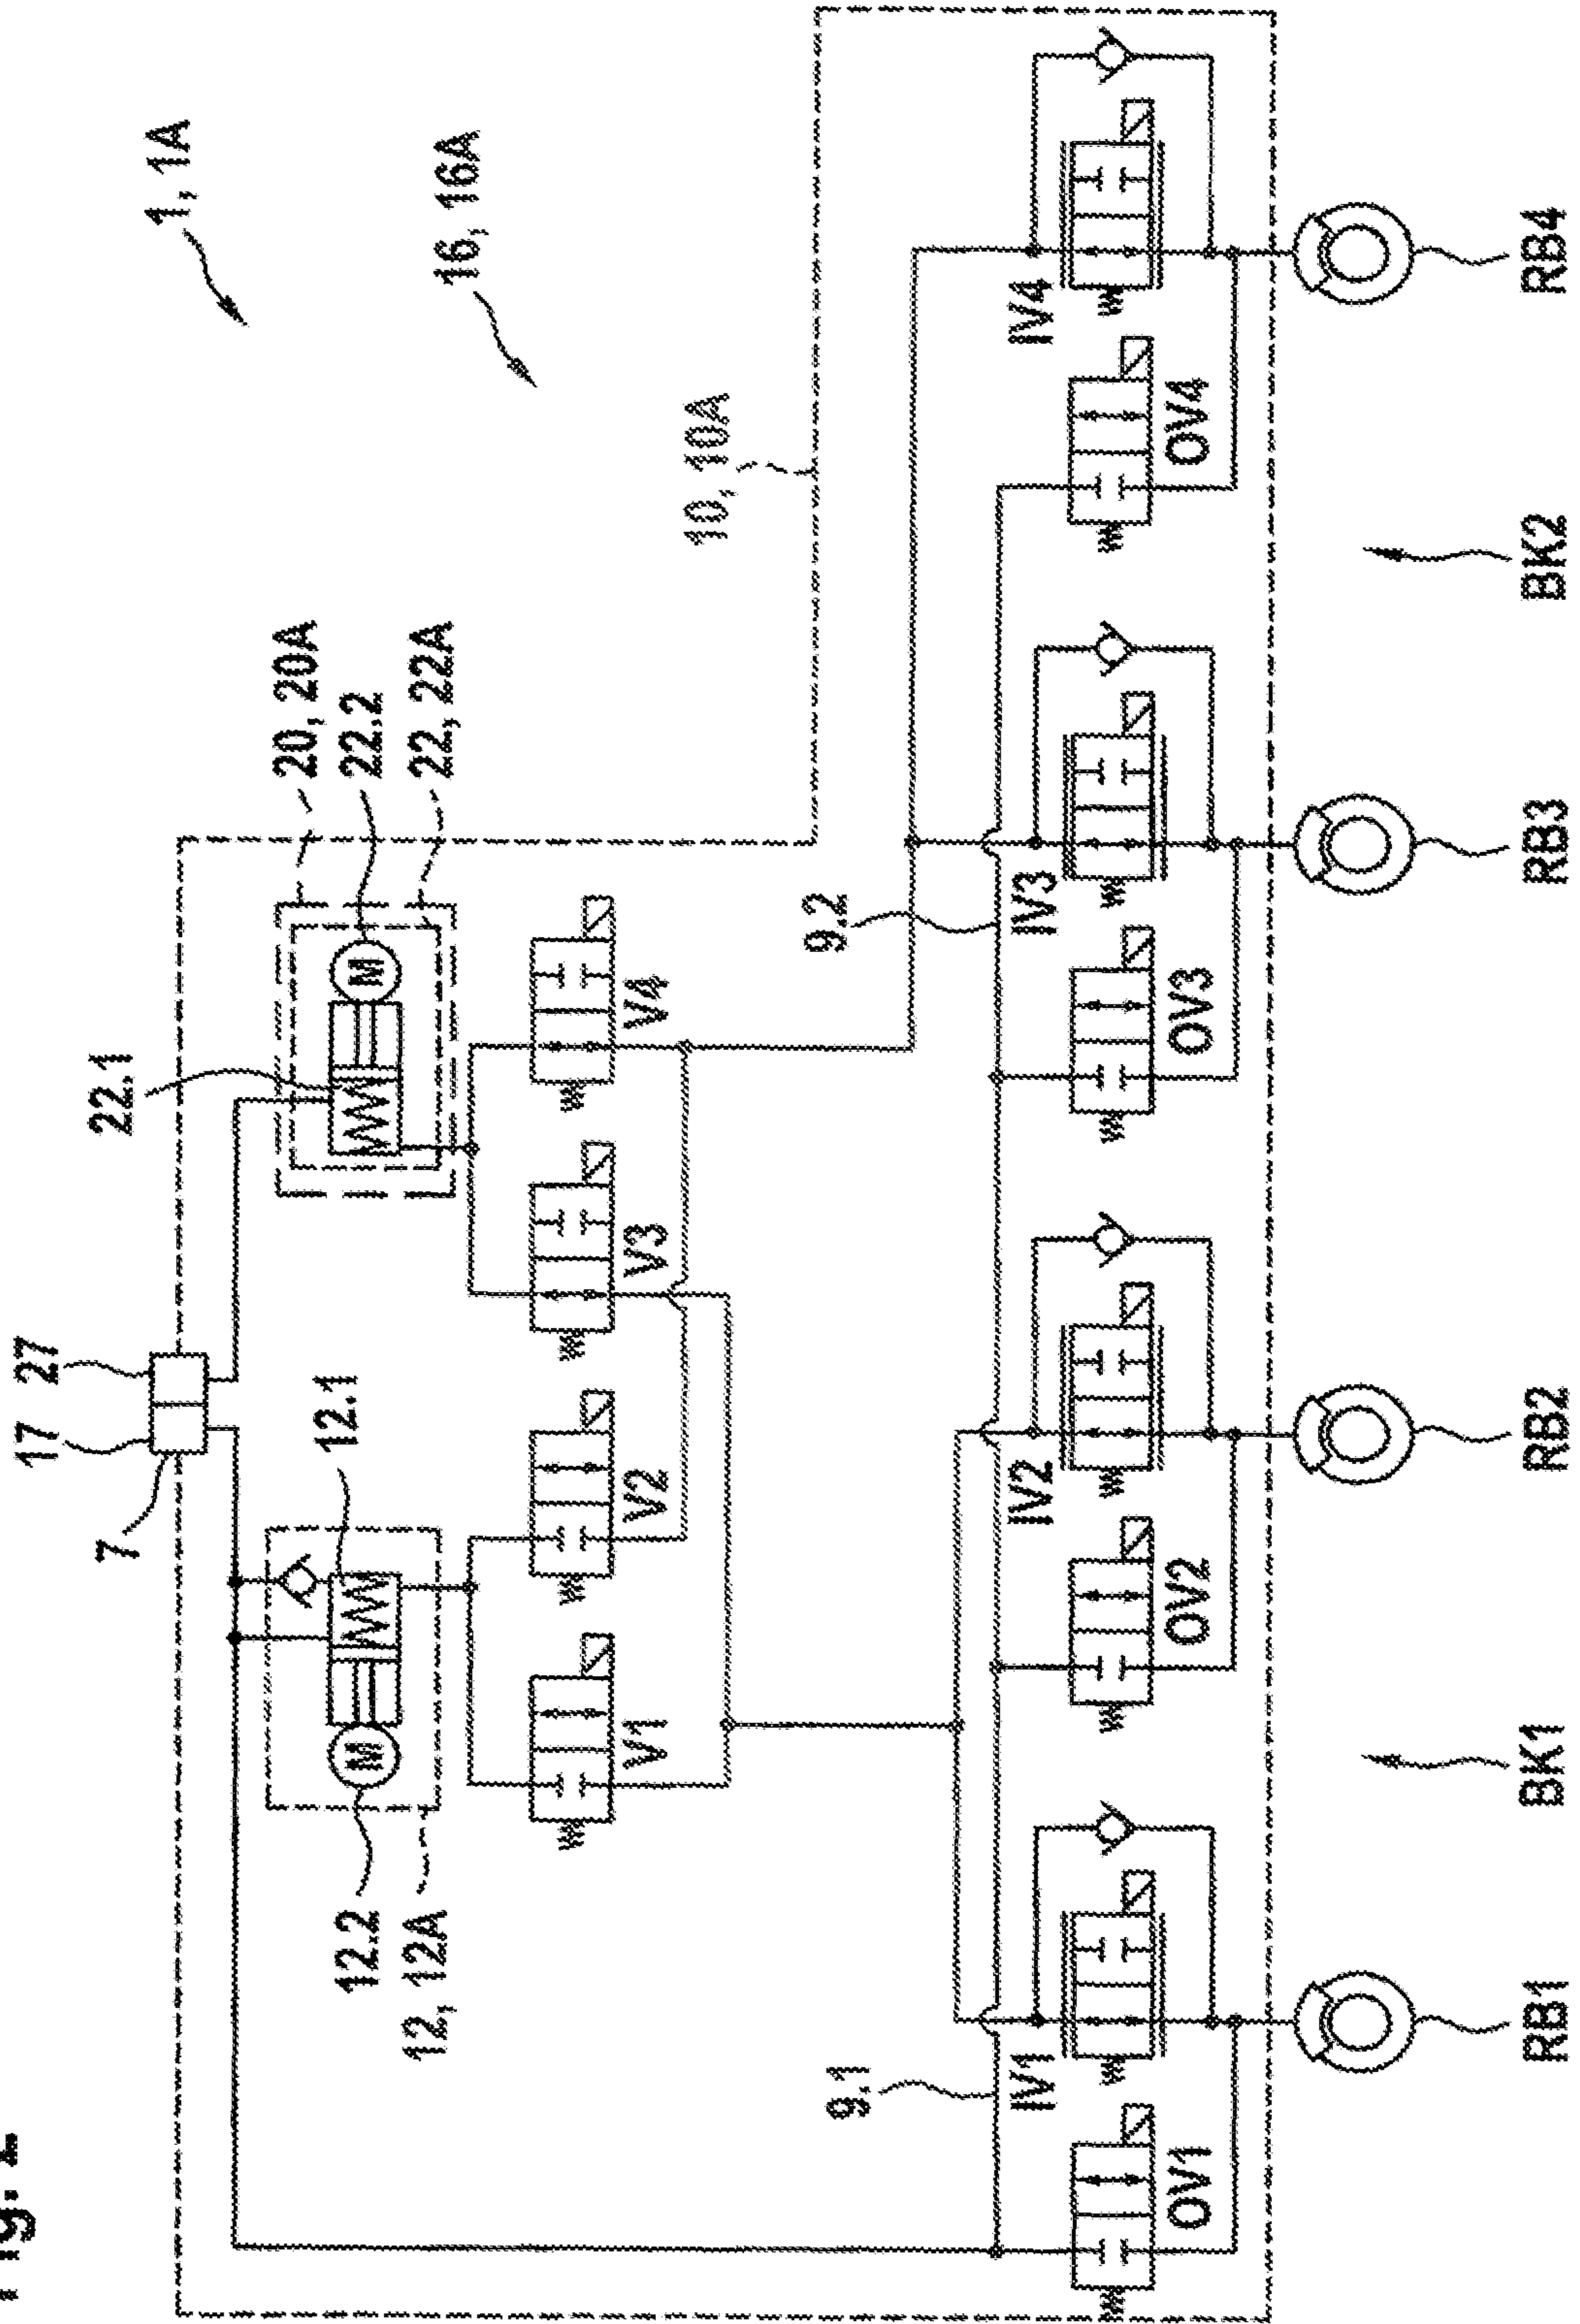 Fig. 2
17
27
7
22.1
1, 1A
20, 20A
12.1
12.2
M
M
22.2
12, 12A
22, 22A
16, 16A
V1
V2
V3
V4
10, 10A
9.1
9.2
IV1
IV2
IV3
IV4
OV1
OV2
OV3
OV4
RB1
BK1
RB2
RB3
BK2
RB4